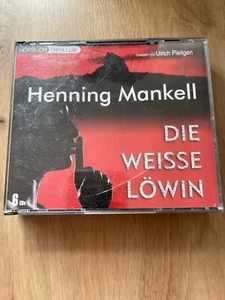 HÖRBUCH THRILLER
Gelesen von Ulrich Pleitgen
Henning Mankell
DIE
WEISSE
LÖWIN
6 CDs